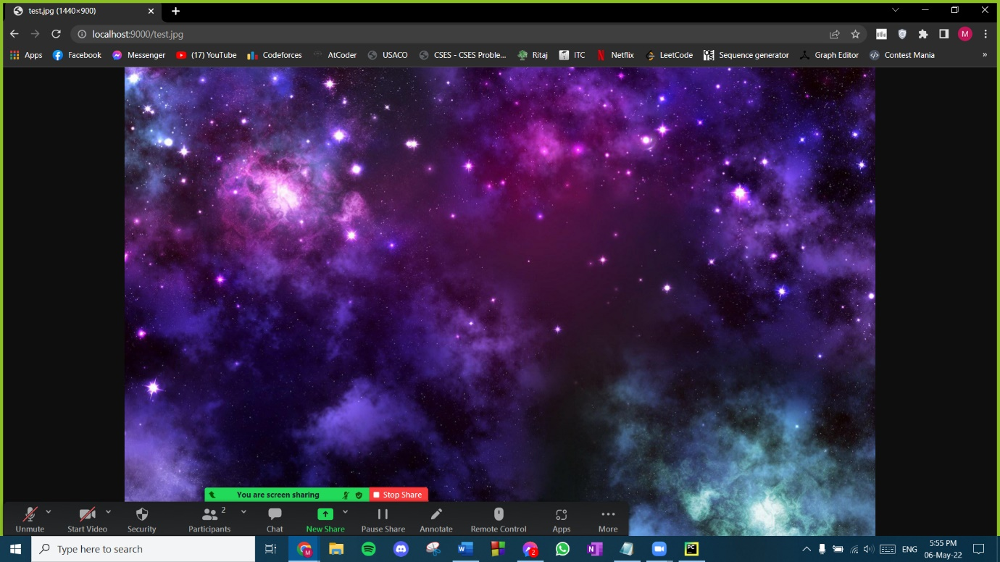 test.jpg (1440×900)
localhost:9000/test.jpg
M
Apps Facebook Messenger (17) YouTube Codeforces AtCoder USACO CSES - CSES Proble... Ritaj ITC Netflix LeetCode Sequence generator Graph Editor Contest Mania »
You are screen sharing Stop Share
2
Unmute Start Video Security Participants Chat New Share Pause Share Annotate Remote Control Apps More
Type here to search
M W 2 N PC
ENG
5:55 PM
06-May-22